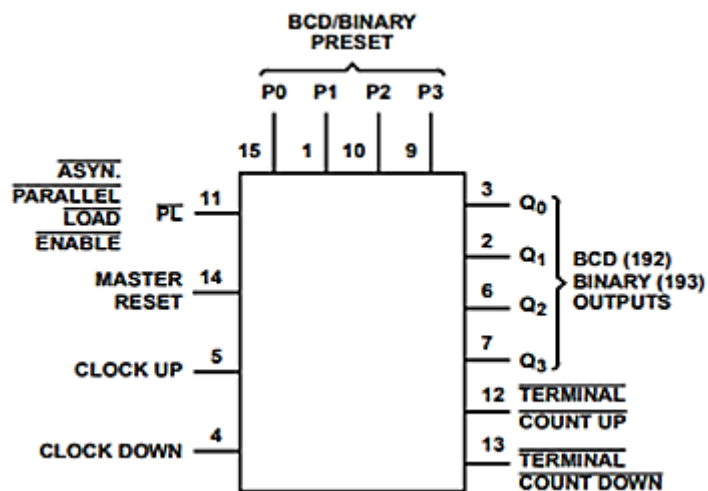 BCD/BINARY
PRESET
P0 P1 P2 P3
15 1 10 9
ASYN.
PARALLEL
LOAD
ENABLE
11
PL
MASTER
RESET
14
CLOCK UP
5
CLOCK DOWN
4
3 Q0
2 Q1
6 Q2
7 Q3
BCD (192)
BINARY (193)
OUTPUTS
12 TERMINAL
COUNT UP
13 TERMINAL
COUNT DOWN